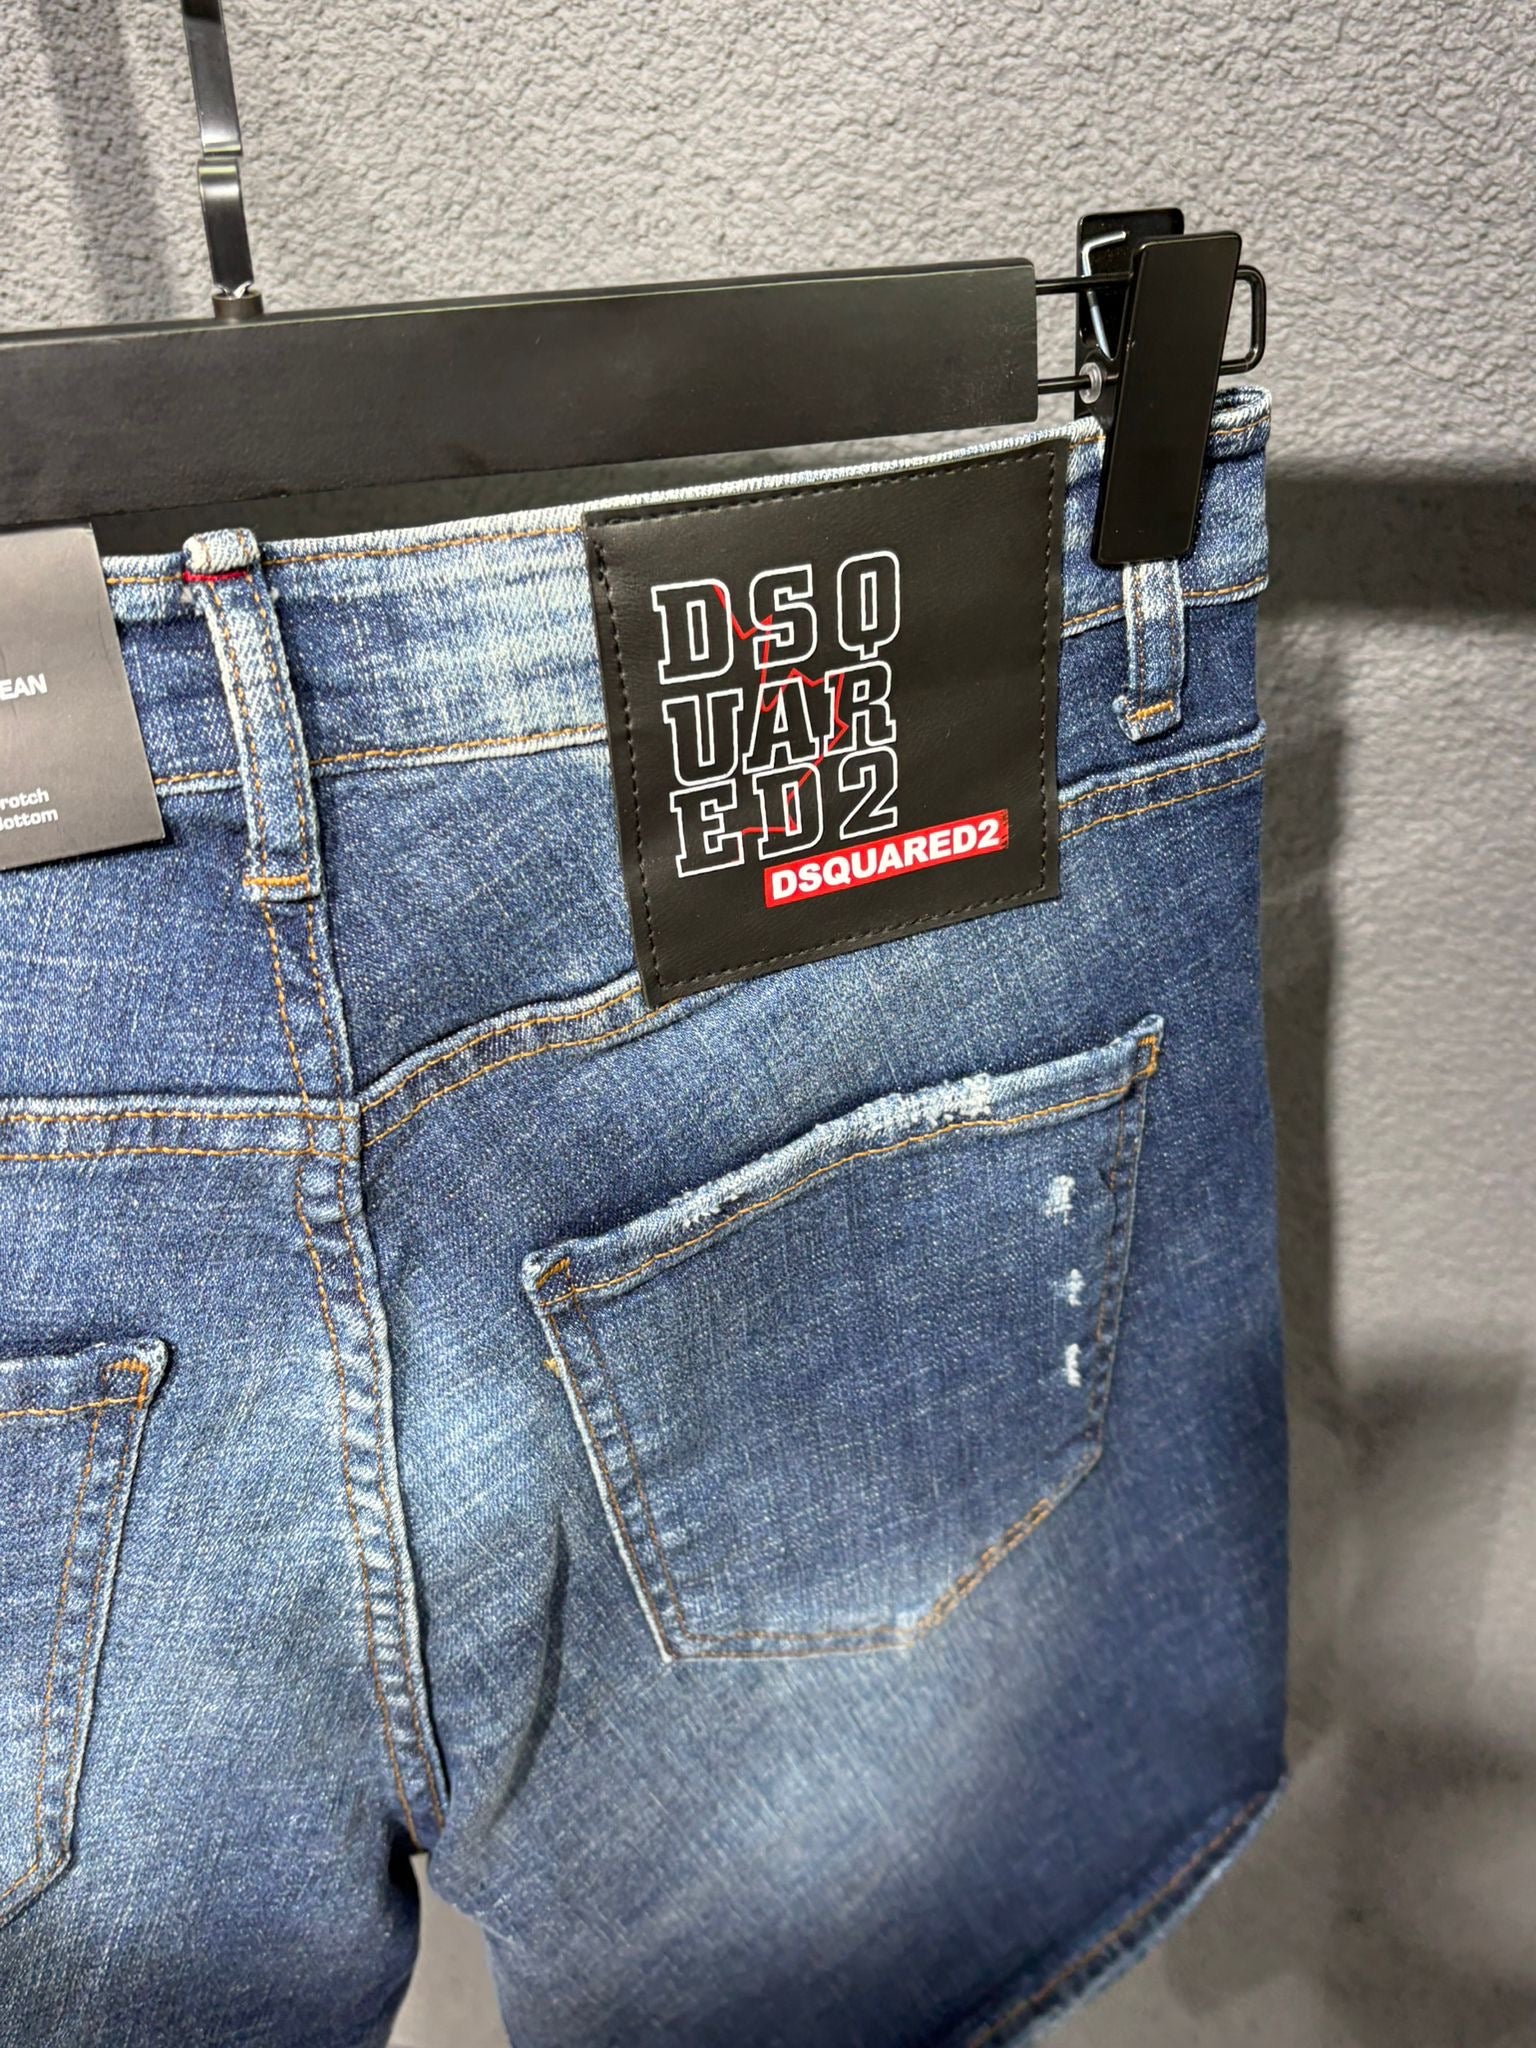 EAN
rotch
ottom
DSQ
UAR
ED2
DSQUARED2